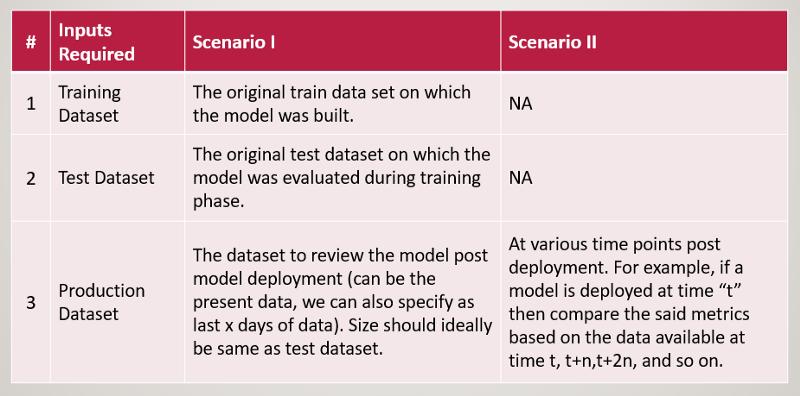 #
Inputs
Required
Scenario I
Scenario II
1
Training
Dataset
The original train data set on which
the model was built.
NA
2
Test Dataset
The original test dataset on which the
model was evaluated during training
phase.
NA
3
Production
Dataset
The dataset to review the model post
model deployment (can be the
present data, we can also specify as
last x days of data). Size should ideally
be same as test dataset.
At various time points post
deployment. For example, if a
model is deployed at time “t”
then compare the said metrics
based on the data available at
time t, t+n,t+2n, and so on.